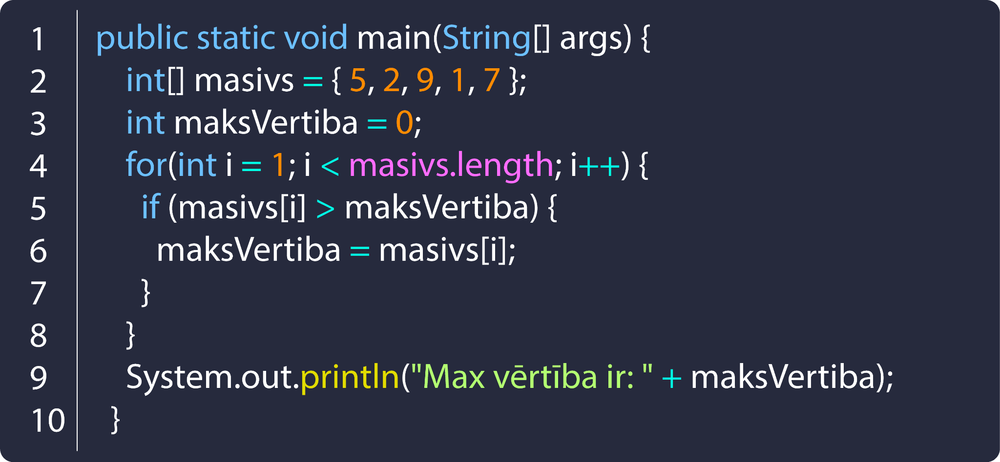 1 public static void main(String[] args) {
2 int[] masivs = { 5, 2, 9, 1, 7 };
3 int maksVertiba = 0;
4 for(int i = 1; i < masivs.length; i++) {
5 if (masivs[i] > maksVertiba) {
6 maksVertiba = masivs[i];
7 }
8 }
9 System.out.println("Max vērtība ir: " + maksVertiba);
10 }